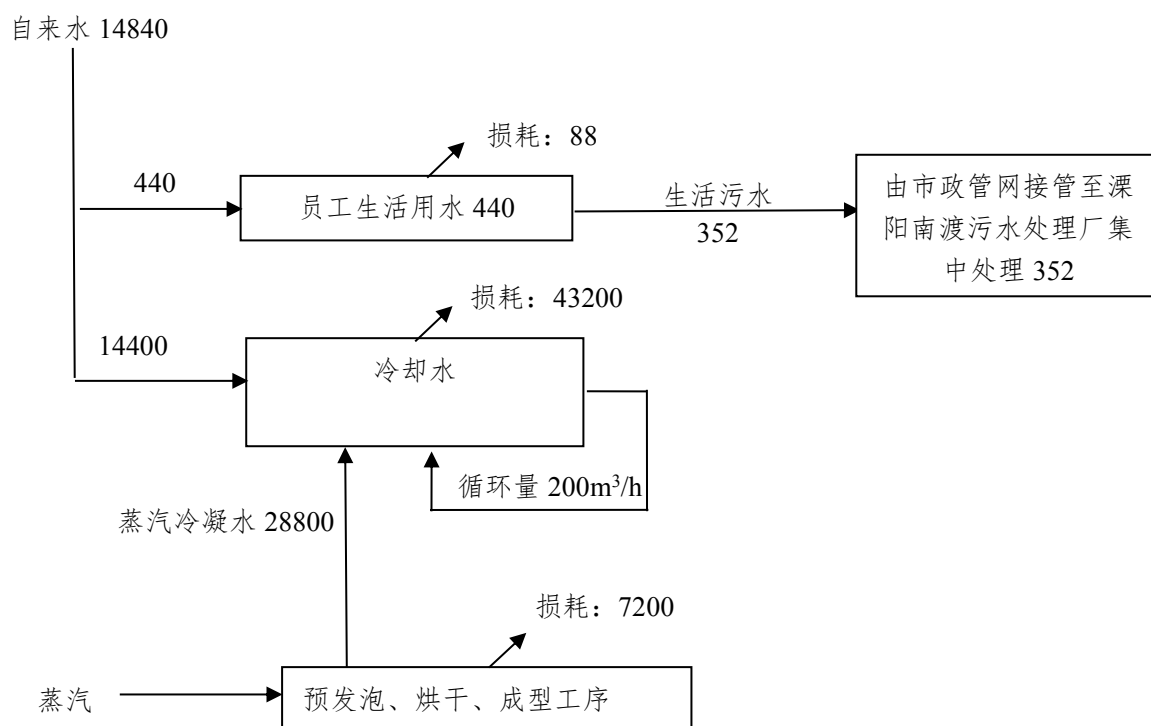 自来水 14840
损耗：88
440
员工生活用水 440
生活污水
352
由市政管网接管至溧
阳南渡污水处理厂集
中处理 352
损耗：43200
14400
冷却水
循环量 200m³/h
蒸汽冷凝水 28800
损耗：7200
蒸汽
预发泡、烘干、成型工序